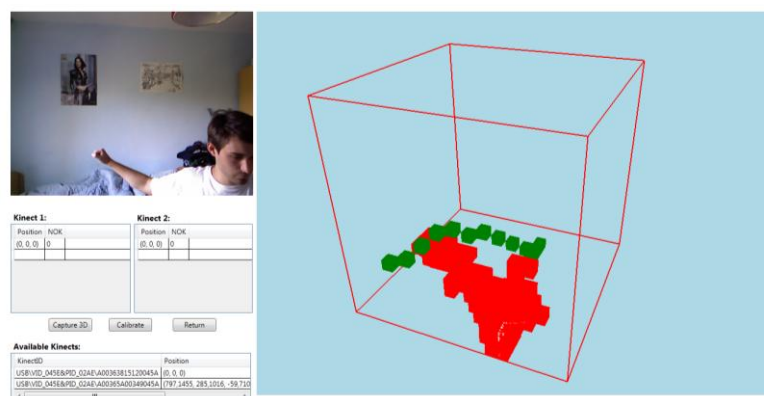 Kinect 1:
Kinect 2:
Position NOK
(0, 0, 0) 0
Position NOK
(0, 0, 0) 0
Capture 3D
Calibrate
Return
Available Kinects:
KinectID Position
USB\VID_045E&PID_02AE\A00363815120045A (0, 0, 0)
USB\VID_045E&PID_02AE\A00365A00349045A (797,1455, 285,1016, -59,710